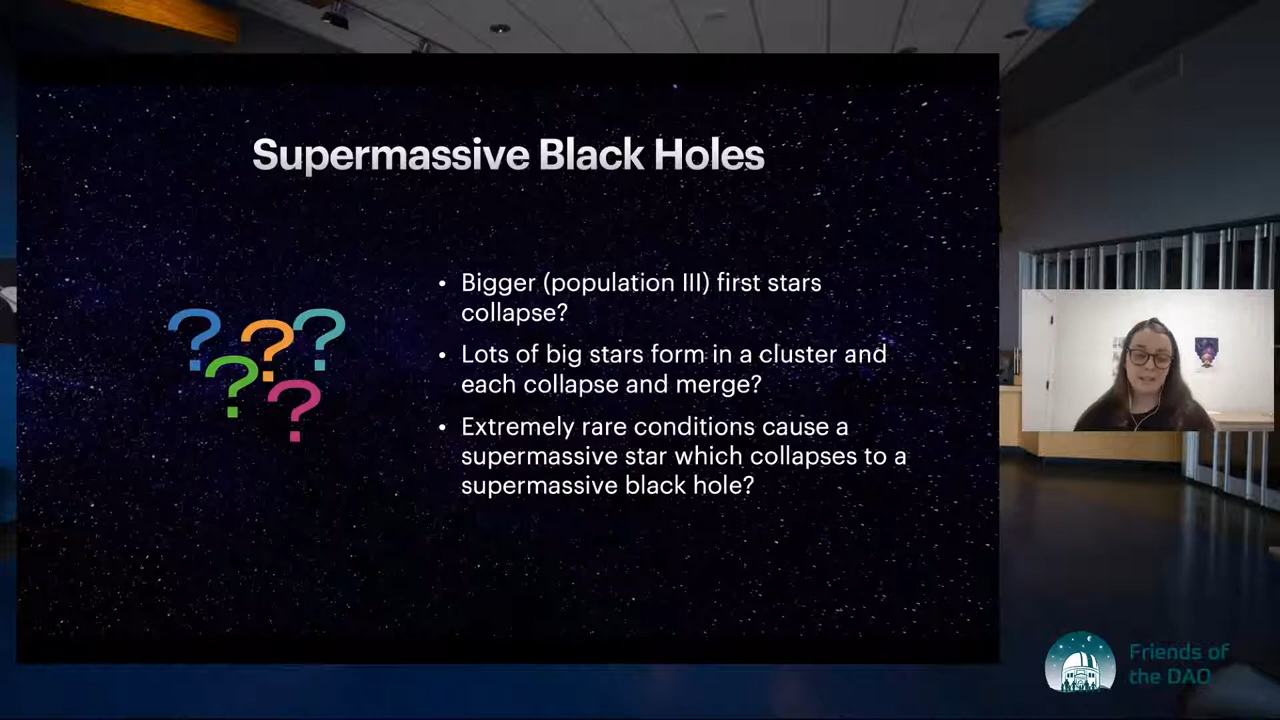 Supermassive Black Holes
? ? ? ? ?
• Bigger (population III) first stars
collapse?
• Lots of big stars form in a cluster and
each collapse and merge?
• Extremely rare conditions cause a
supermassive star which collapses to a
supermassive black hole?
Friends of
the DAO